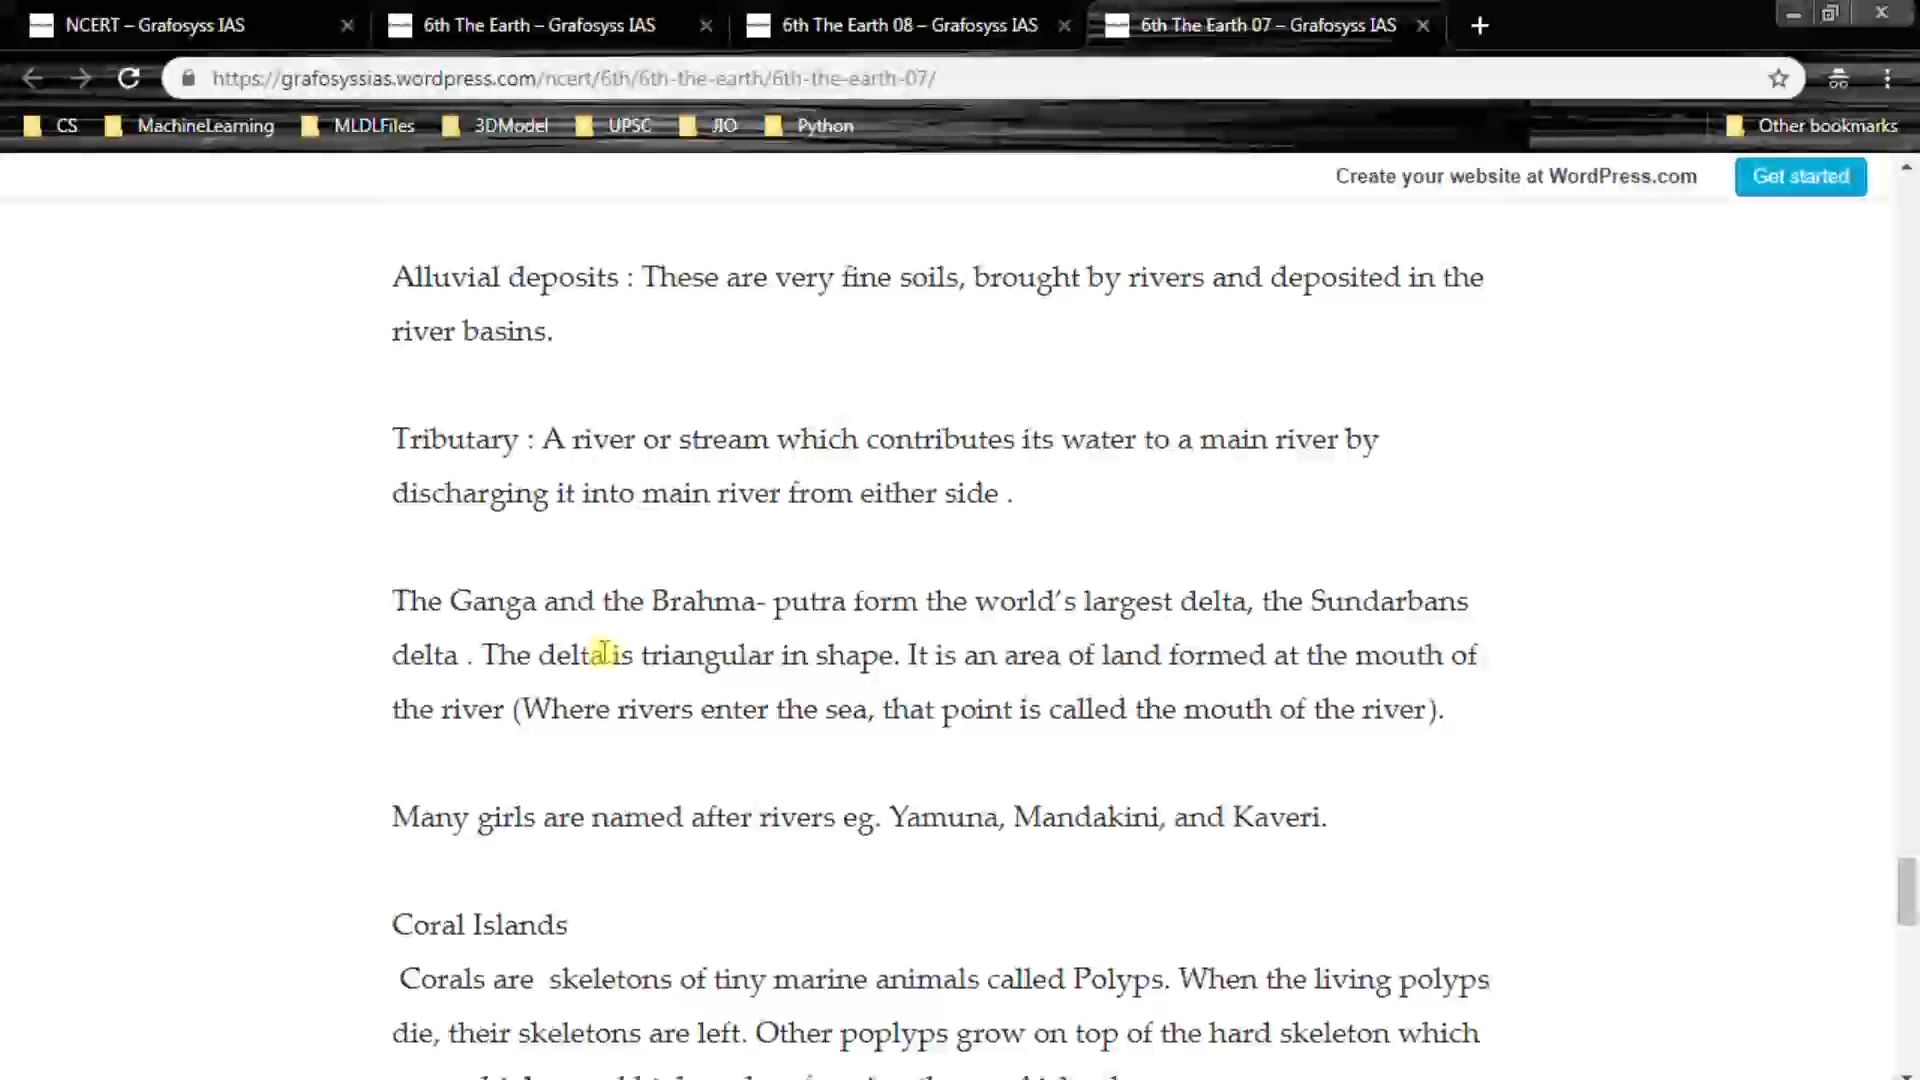 NCERT – Grafosyss IAS
6th The Earth – Grafosyss IAS
6th The Earth 08 – Grafosyss IAS
6th The Earth 07 – Grafosyss IAS
https://grafosyssias.wordpress.com/ncert/6th/6th-the-earth/6th-the-earth-07/
CS
MachineLearning
MLDLFiles
3DModel
UPSC
JIO
Python
Other bookmarks
Create your website at WordPress.com
Get started
Alluvial deposits : These are very fine soils, brought by rivers and deposited in the
river basins.
Tributary : A river or stream which contributes its water to a main river by
discharging it into main river from either side .
The Ganga and the Brahma- putra form the world’s largest delta, the Sundarbans
delta . The delta is triangular in shape. It is an area of land formed at the mouth of
the river (Where rivers enter the sea, that point is called the mouth of the river).
Many girls are named after rivers eg. Yamuna, Mandakini, and Kaveri.
Coral Islands
Corals are skeletons of tiny marine animals called Polyps. When the living polyps
die, their skeletons are left. Other poplyps grow on top of the hard skeleton which